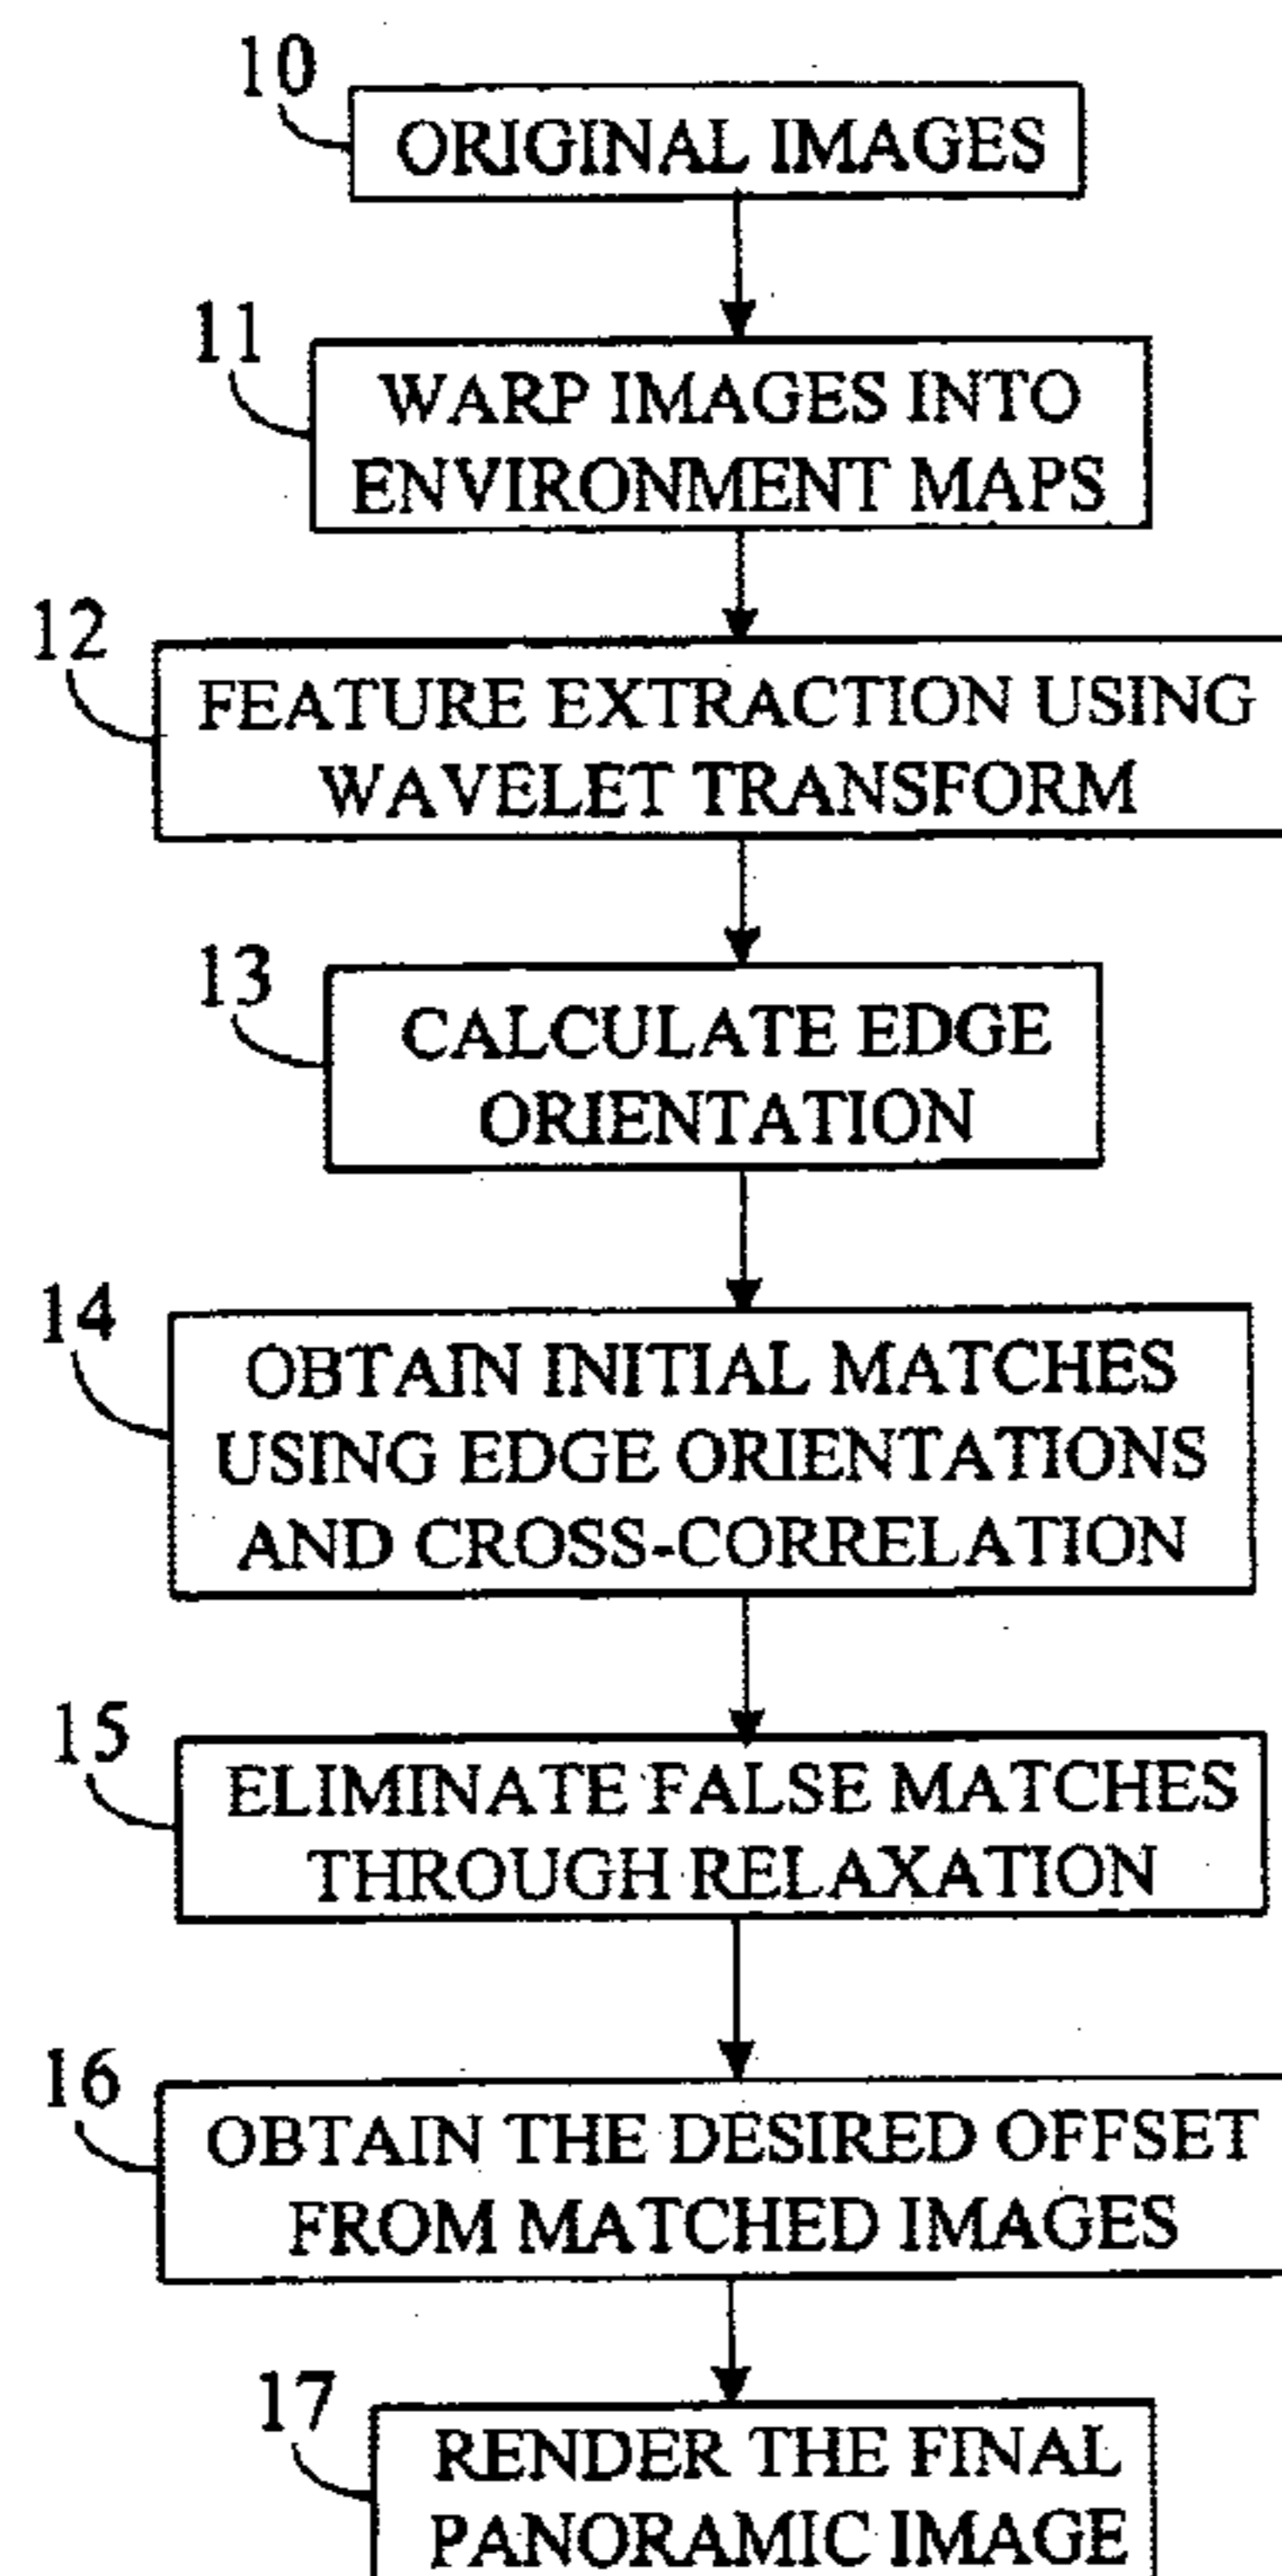 10
ORIGINAL IMAGES
11
WARP IMAGES INTO
ENVIRONMENT MAPS
12
FEATURE EXTRACTION USING
WAVELET TRANSFORM
13
CALCULATE EDGE
ORIENTATION
14
OBTAIN INITIAL MATCHES
USING EDGE ORIENTATIONS
AND CROSS-CORRELATION
15
ELIMINATE FALSE MATCHES
THROUGH RELAXATION
16
OBTAIN THE DESIRED OFFSET
FROM MATCHED IMAGES
17
RENDER THE FINAL
PANORAMIC IMAGE